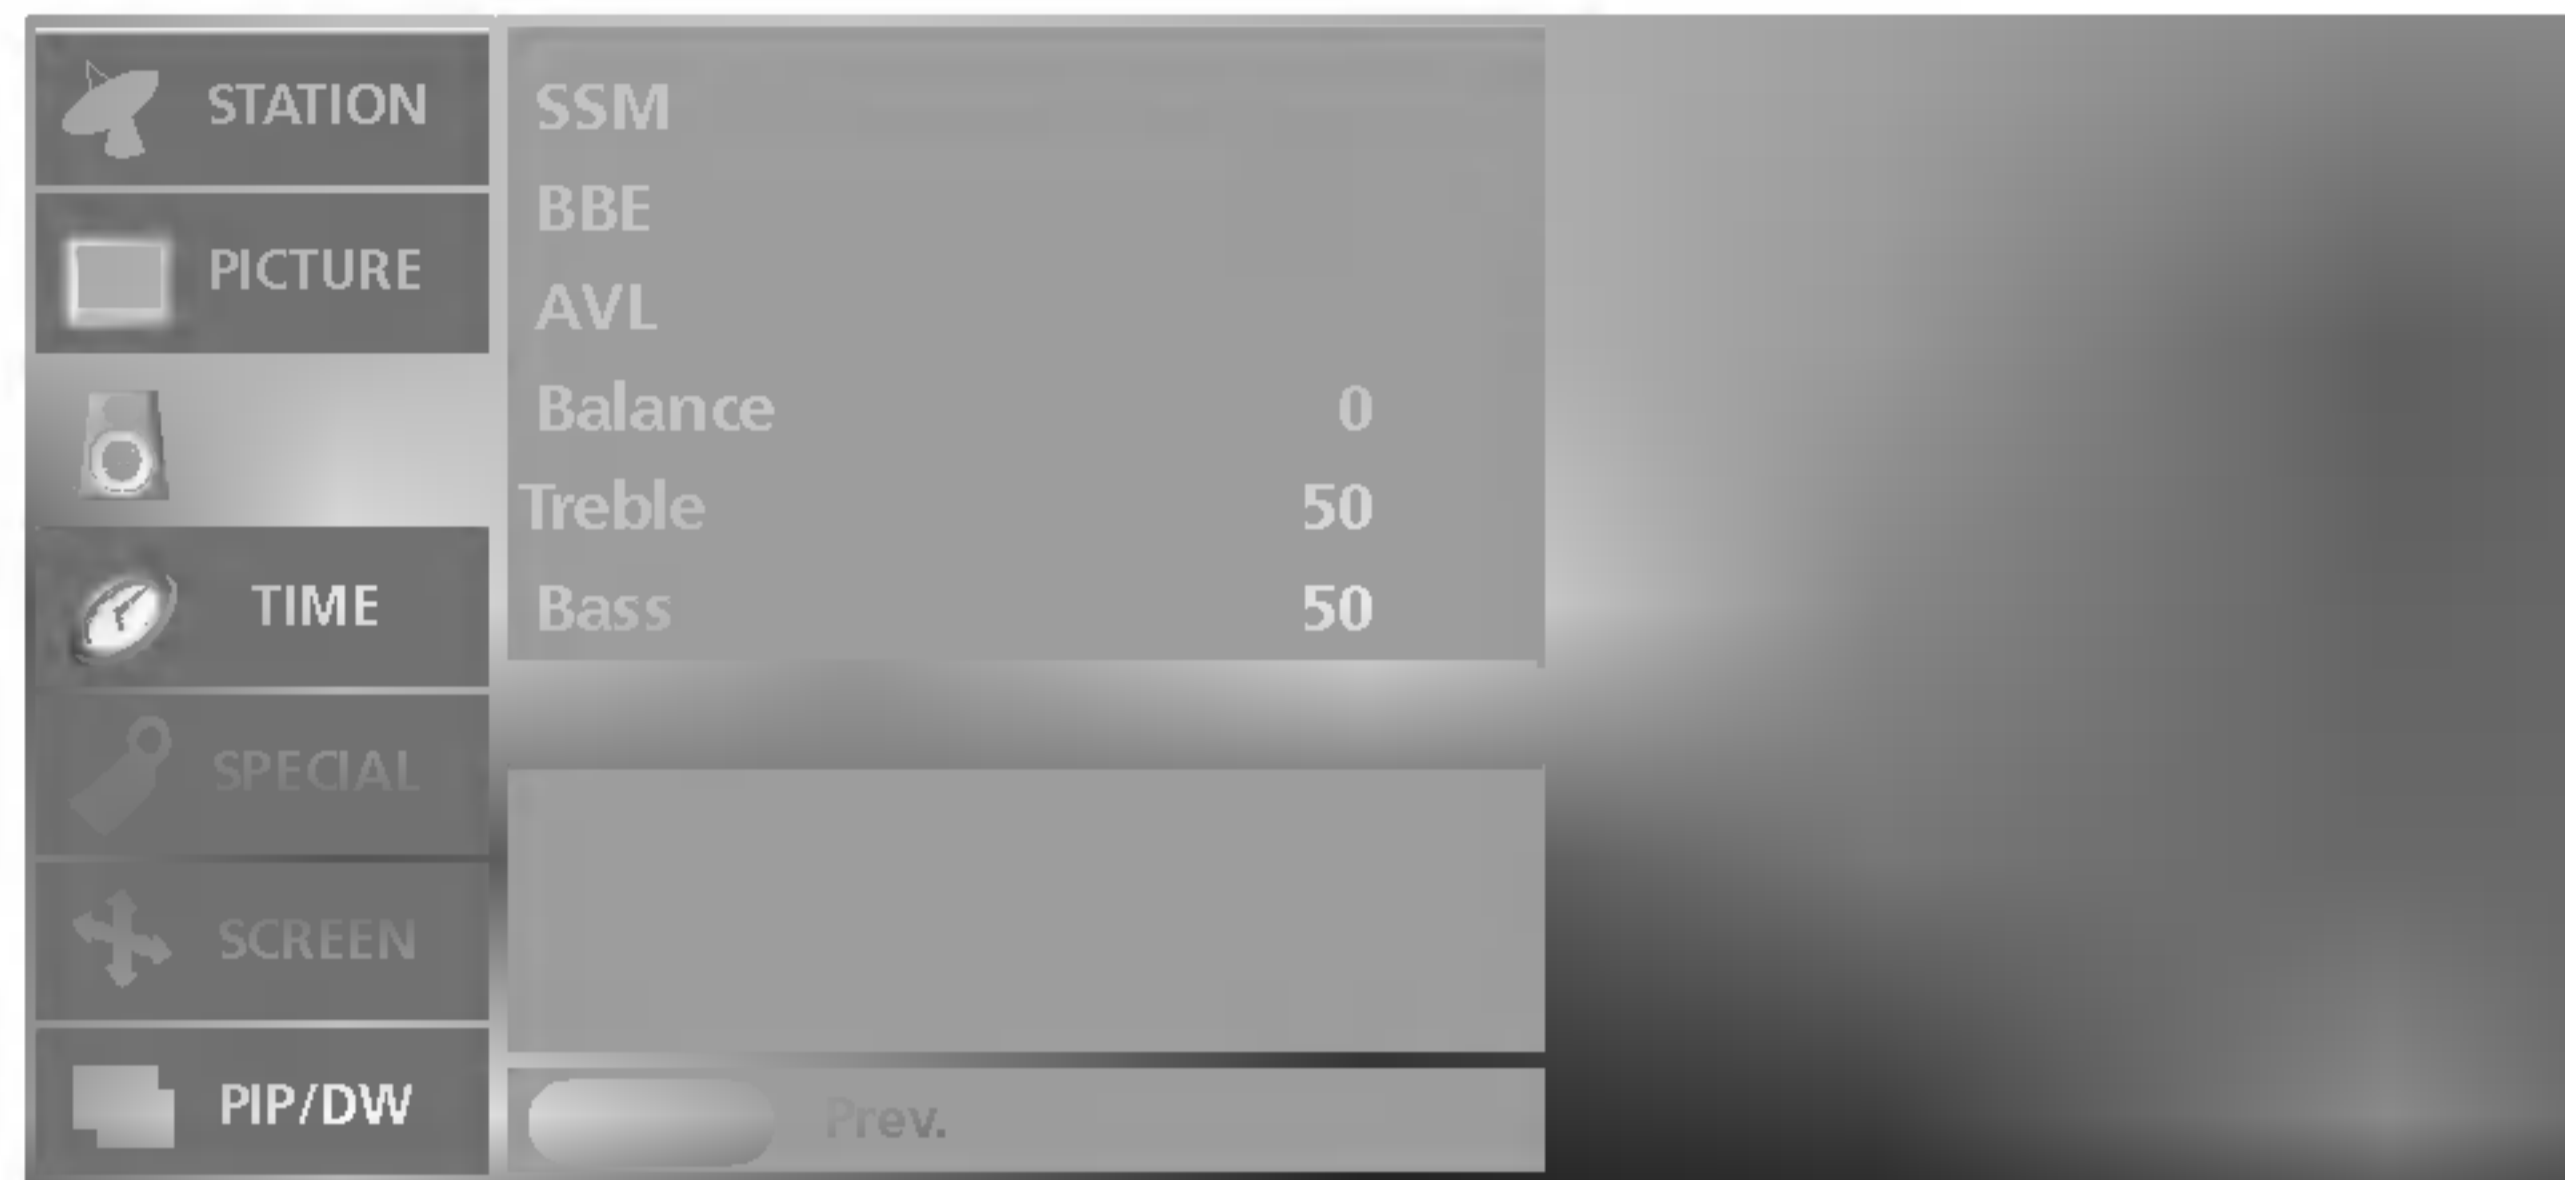 STATION
PICTURE
TIME
SPECIAL
SCREEN
PIP/DW
SSM
BBE
AVL
Balance 0
Treble 50
Bass 50
Prev.